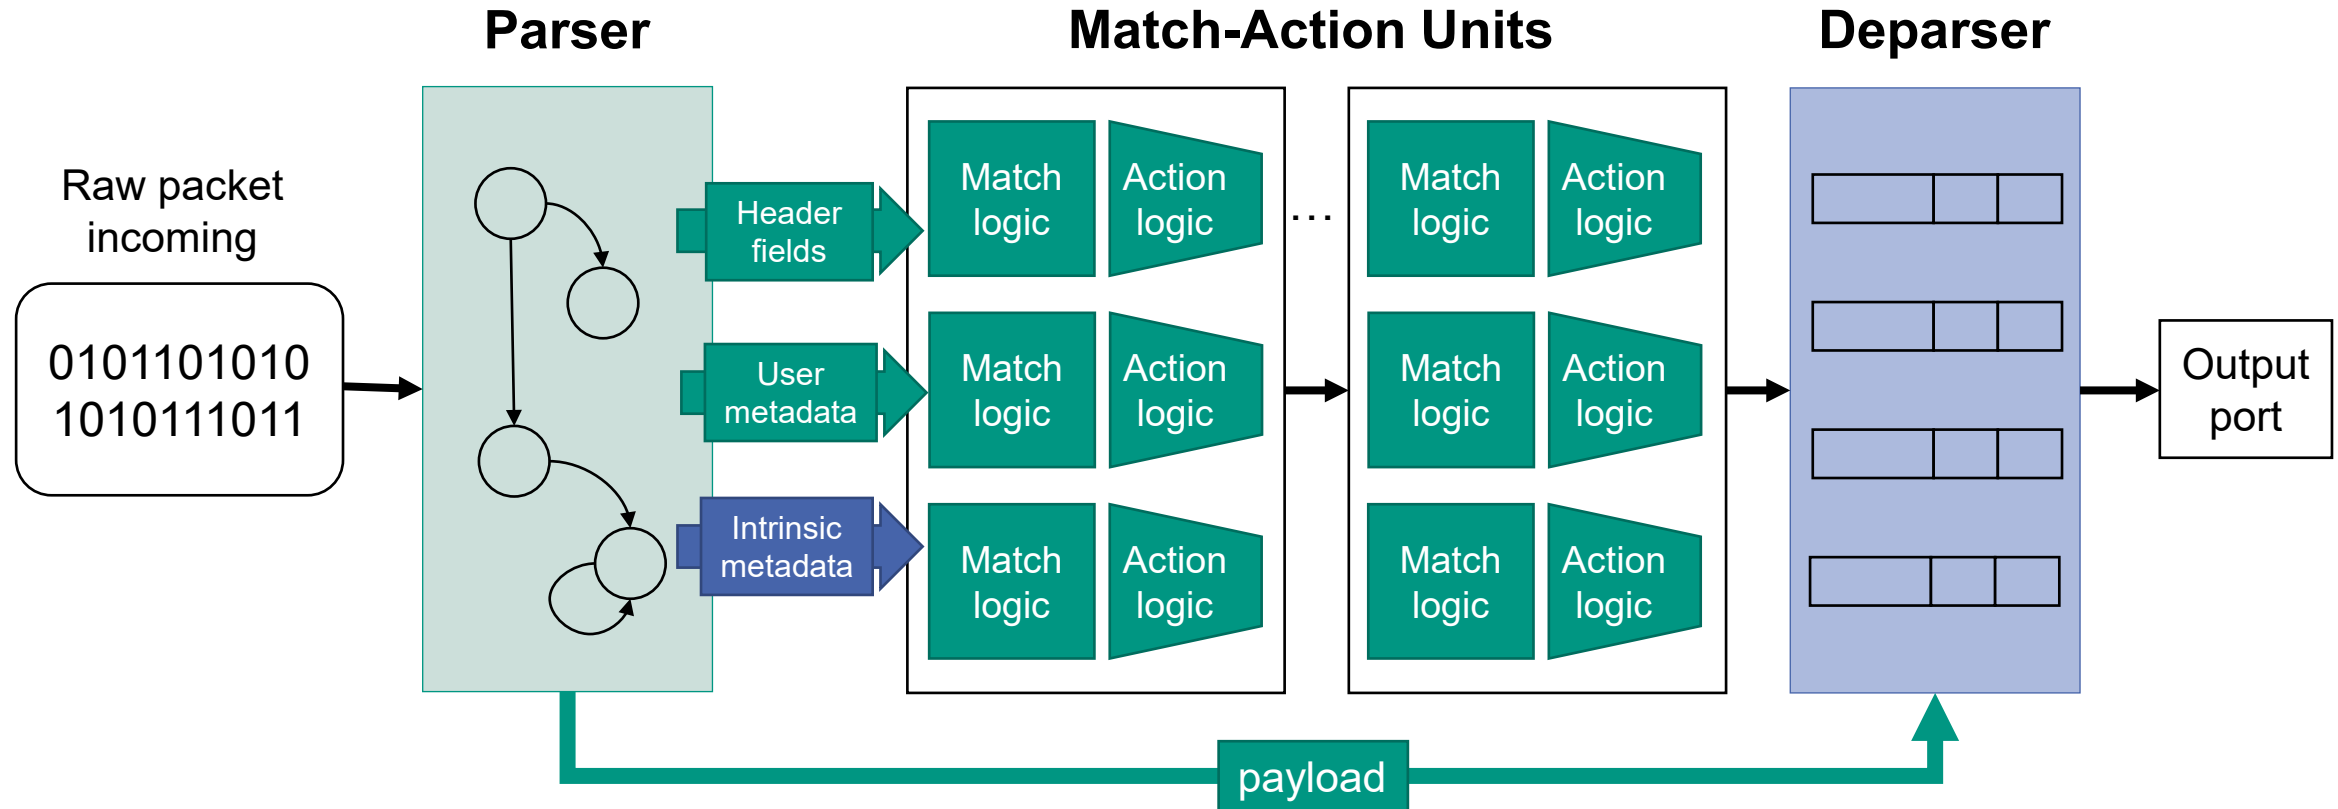 Parser
Match-Action Units
Deparser
Raw packet
incoming
0101101010
1010111011
Header
fields
User
metadata
Intrinsic
metadata
Match
logic
Action
logic
...
Match
logic
Action
logic
Match
logic
Action
logic
Match
logic
Action
logic
Match
logic
Action
logic
Match
logic
Action
logic
Output
port
payload